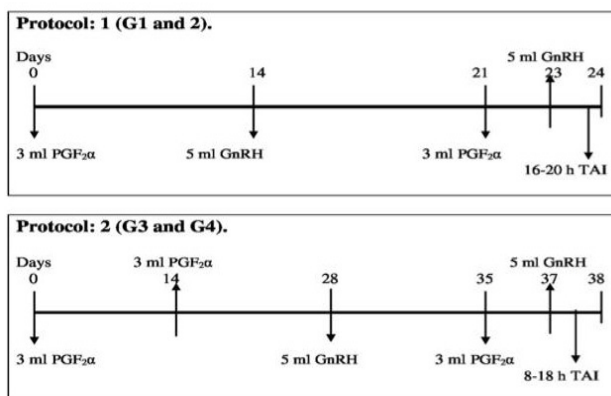 Protocol: 1 (G1 and 2).
5 ml GnRH
Days
0 14 21 23 24
3 ml PGF₂α 5 ml GnRH 3 ml PGF₂α
16-20 h TAI
Protocol: 2 (G3 and G4).
Days 3 ml PGF₂α 5 ml GnRH
0 14 28 35 37 38
3 ml PGF₂α 5 ml GnRH 3 ml PGF₂α
8-18 h TAI